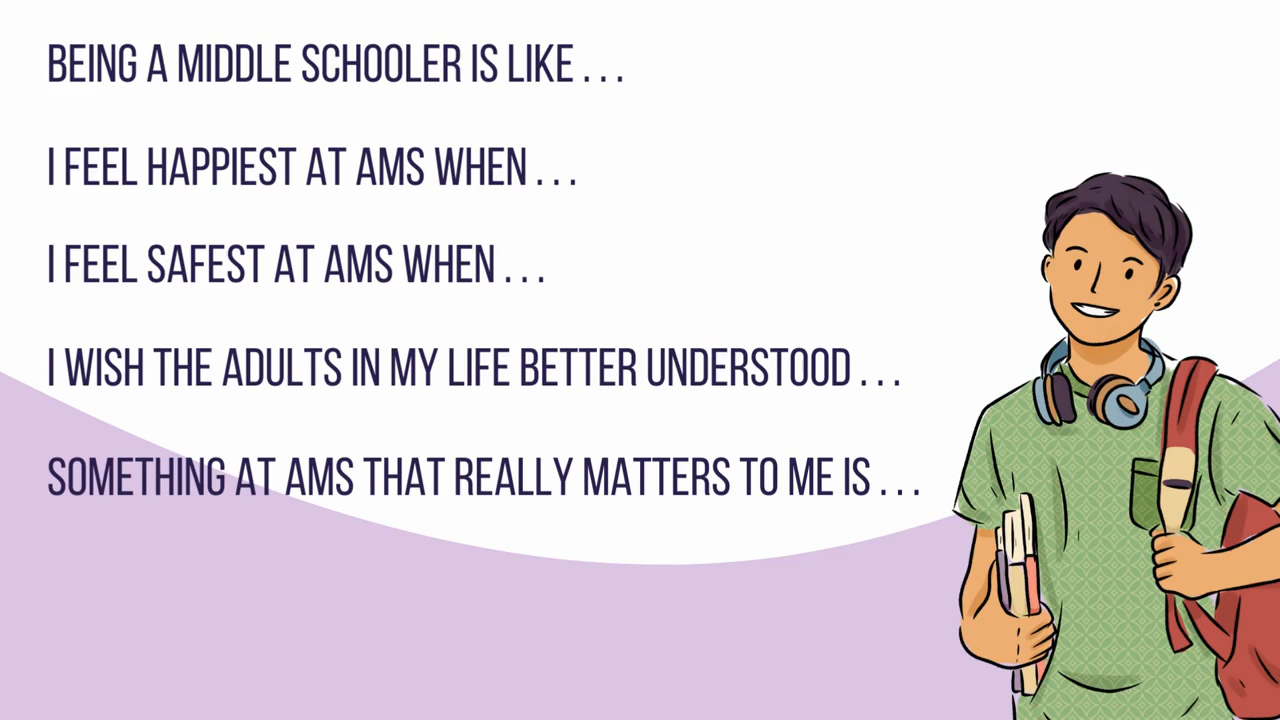 BEING A MIDDLE SCHOOLER IS LIKE . . .
I FEEL HAPPIEST AT AMS WHEN . . .
I FEEL SAFEST AT AMS WHEN . . .
I WISH THE ADULTS IN MY LIFE BETTER UNDERSTOOD . . .
SOMETHING AT AMS THAT REALLY MATTERS TO ME IS . . .